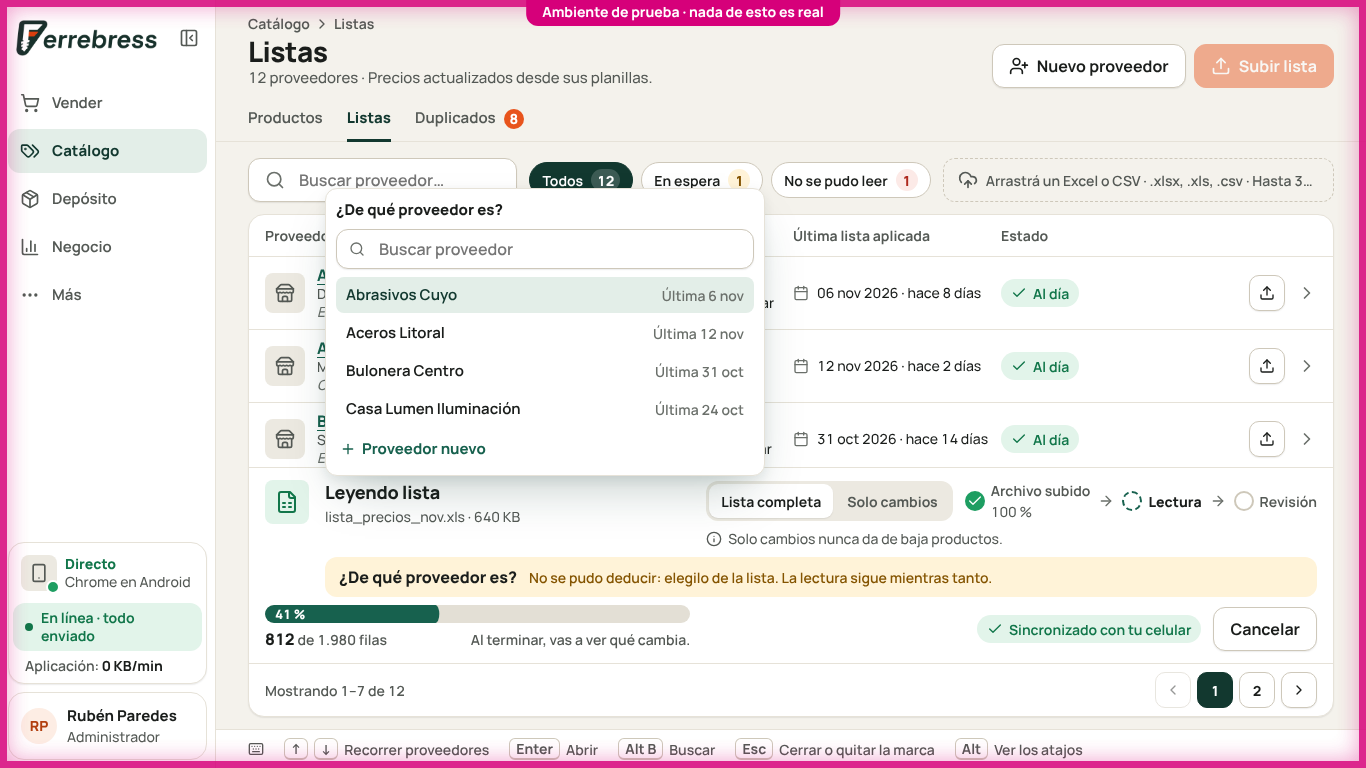 Ambiente de prueba · nada de esto es real
Ferrebress
Vender
Catálogo
Depósito
Negocio
Más
Directo
Chrome en Android
En línea · todo
enviado
Aplicación: 0 KB/min
RP
Rubén Paredes
Administrador
Catálogo > Listas
Listas
12 proveedores · Precios actualizados desde sus planillas.
Nuevo proveedor
Subir lista
Productos
Listas
Duplicados 8
Buscar proveedor…
Todos 12
En espera 1
No se pudo leer 1
Arrastrá un Excel o CSV · .xlsx, .xls, .csv · Hasta 3…
Última lista aplicada
Estado
¿De qué proveedor es?
Buscar proveedor
Abrasivos Cuyo Última 6 nov
Aceros Litoral Última 12 nov
Bulonera Centro Última 31 oct
Casa Lumen Iluminación Última 24 oct
+ Proveedor nuevo
06 nov 2026 · hace 8 días Al día
12 nov 2026 · hace 2 días Al día
31 oct 2026 · hace 14 días Al día
Leyendo lista
lista_precios_nov.xls · 640 KB
Lista completa
Solo cambios
Archivo subido
100 %
Lectura
Revisión
Solo cambios nunca da de baja productos.
¿De qué proveedor es? No se pudo deducir: elegilo de la lista. La lectura sigue mientras tanto.
41 %
812 de 1.980 filas
Al terminar, vas a ver qué cambia.
Sincronizado con tu celular
Cancelar
Mostrando 1–7 de 12
1
2
↑ ↓ Recorrer proveedores Enter Abrir Alt B Buscar Esc Cerrar o quitar la marca Alt Ver los atajos